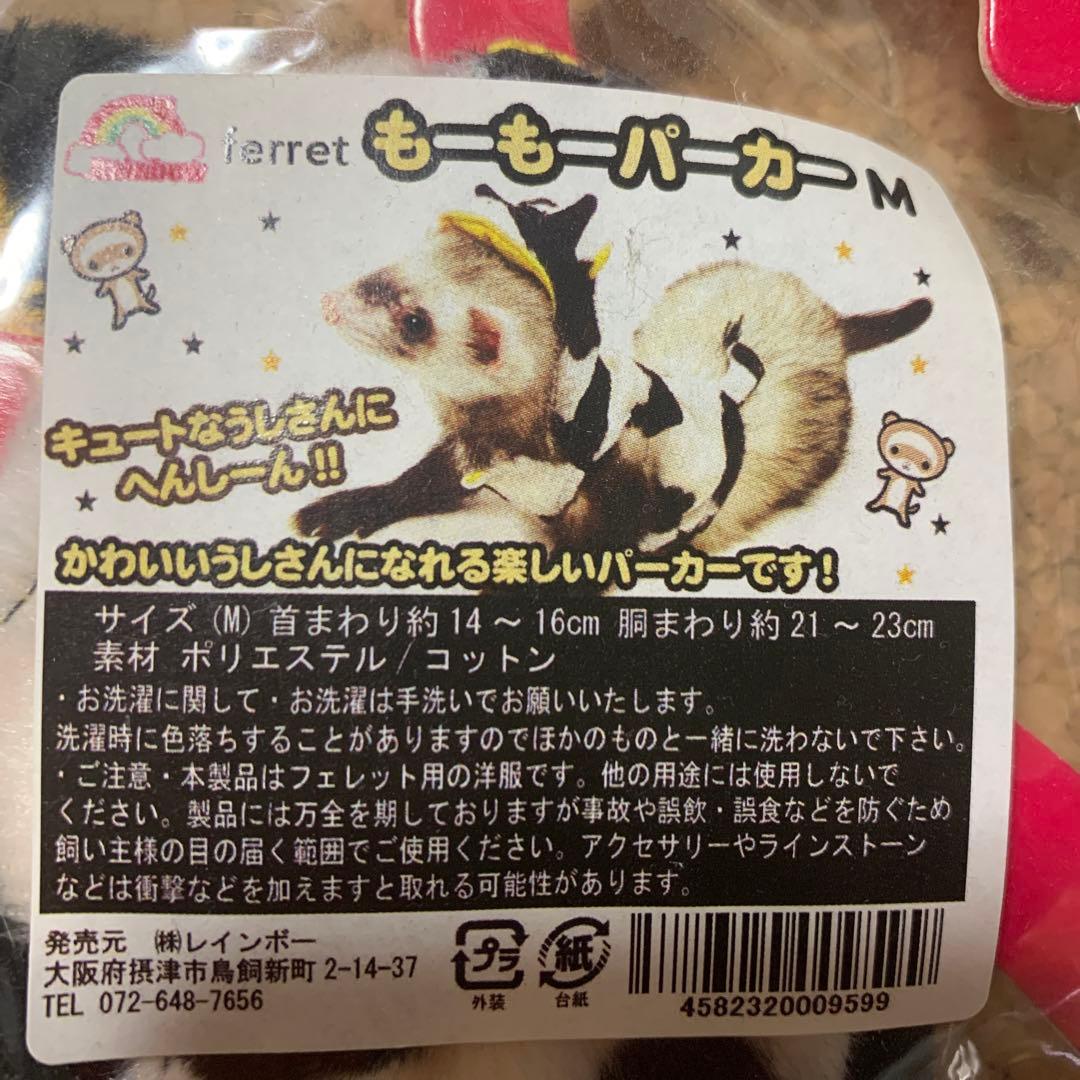 Rainbow
ferret もーもーパーカー M
キュートなうしさんに
へんしーん!!
かわいいうしさんになれる楽しいパーカーです!
サイズ (M) 首まわり約14～16cm 胴まわり約21～23cm
素材 ポリエステル/コットン
・お洗濯に関して・お洗濯は手洗いでお願いいたします。
洗濯時に色落ちすることがありますのでほかのものと一緒に洗わないで下さい。
・ご注意・本製品はフェレット用の洋服です。他の用途には使用しないで
ください。製品には万全を期しておりますが事故や誤飲・誤食などを防ぐため
飼い主様の目の届く範囲でご使用ください。アクセサリーやラインストーン
などは衝撃などを加えますと取れる可能性があります。
発売元 ㈱レインボー
大阪府摂津市鳥飼新町2-14-37
TEL 072-648-7656
プラ
外装
紙
台紙
4582320009599